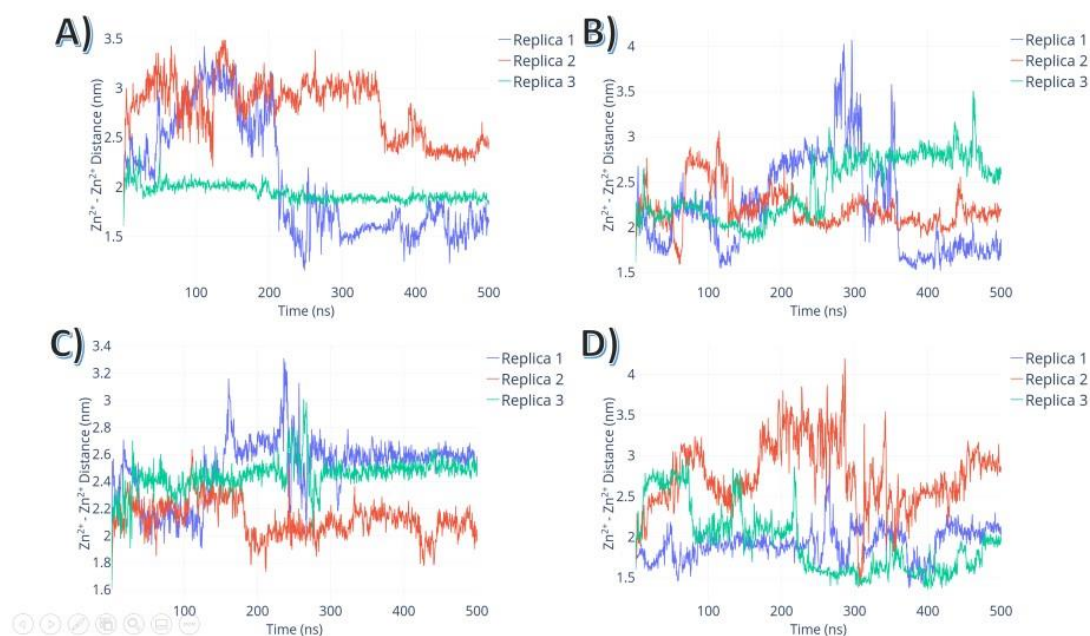 A)
Zn²⁺ - Zn²⁺ Distance (nm)
3.5
3
2.5
2
1.5
100
200
300
400
500
Time (ns)
Replica 1
Replica 2
Replica 3
B)
Zn²⁺ - Zn²⁺ Distance (nm)
4
3.5
3
2.5
2
1.5
100
200
300
400
500
Time (ns)
Replica 1
Replica 2
Replica 3
C)
Zn²⁺ - Zn²⁺ Distance (nm)
3.4
3.2
3
2.8
2.6
2.4
2.2
2
1.8
1.6
100
200
300
400
500
Time (ns)
Replica 1
Replica 2
Replica 3
D)
Zn²⁺ - Zn²⁺ Distance (nm)
4
3.5
3
2.5
2
1.5
100
200
300
400
500
Time (ns)
Replica 1
Replica 2
Replica 3